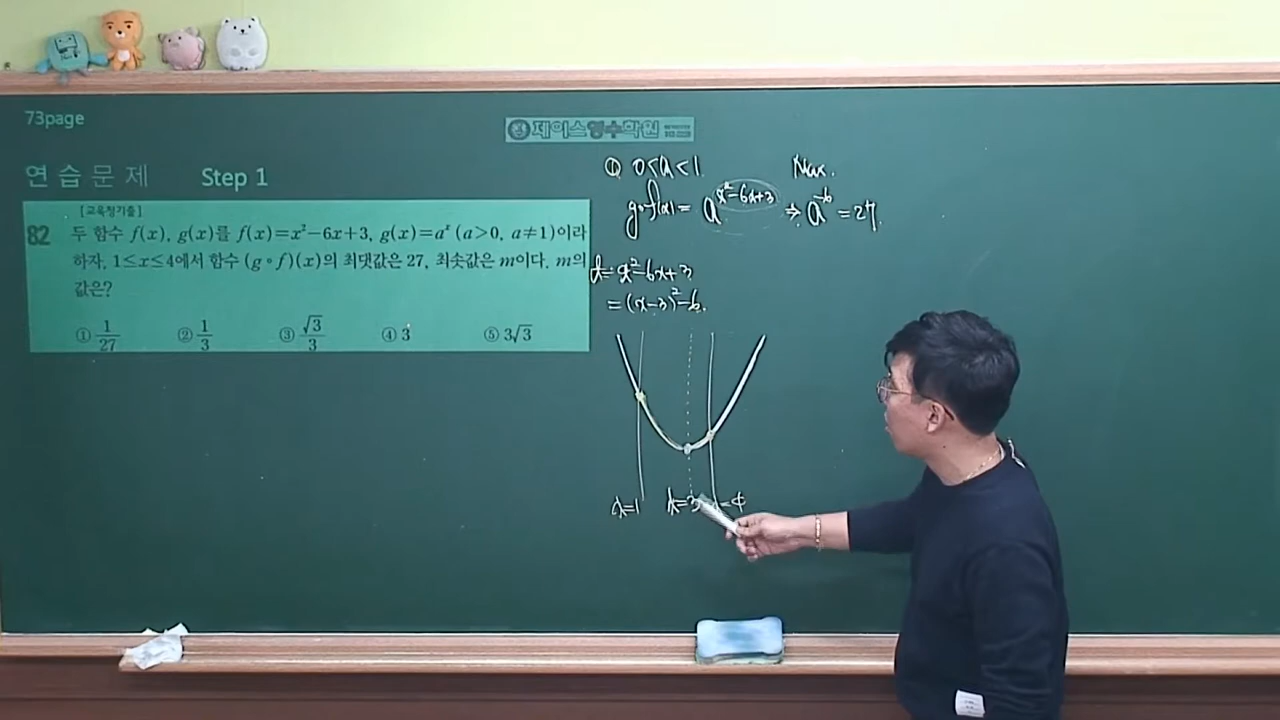 73page
제이스영수학원
연습문제 Step 1
[교육청기출]
82 두 함수 f(x), g(x)를 f(x)=x²−6x+3, g(x)=aˣ (a>0, a≠1)이라
하자. 1≤x≤4에서 함수 (g∘f)(x)의 최댓값은 27, 최솟값은 m이다. m의
값은?
① 1/27 ② 1/3 ③ √3/3 ④ 3 ⑤ 3√3
① 0<a<1. Max.
g∘f(x) = a^(x²−6x+3) ⇒ a^(−6) = 27.
t = x²−6x+3
= (x−3)²−6.
x=1 x=3 x=4